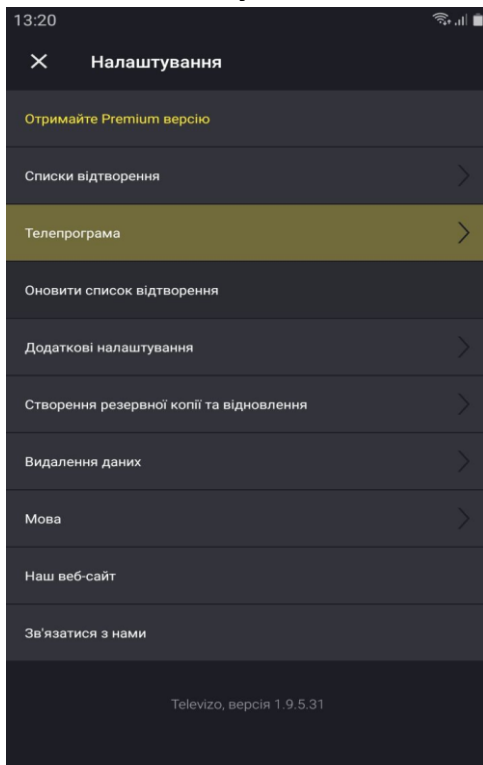 13:20
Налаштування
Отримайте Premium версію
Списки відтворення
Телепрограма
Оновити список відтворення
Додаткові налаштування
Створення резервної копії та відновлення
Видалення даних
Мова
Наш веб-сайт
Зв'язатися з нами
Televizo, версія 1.9.5.31